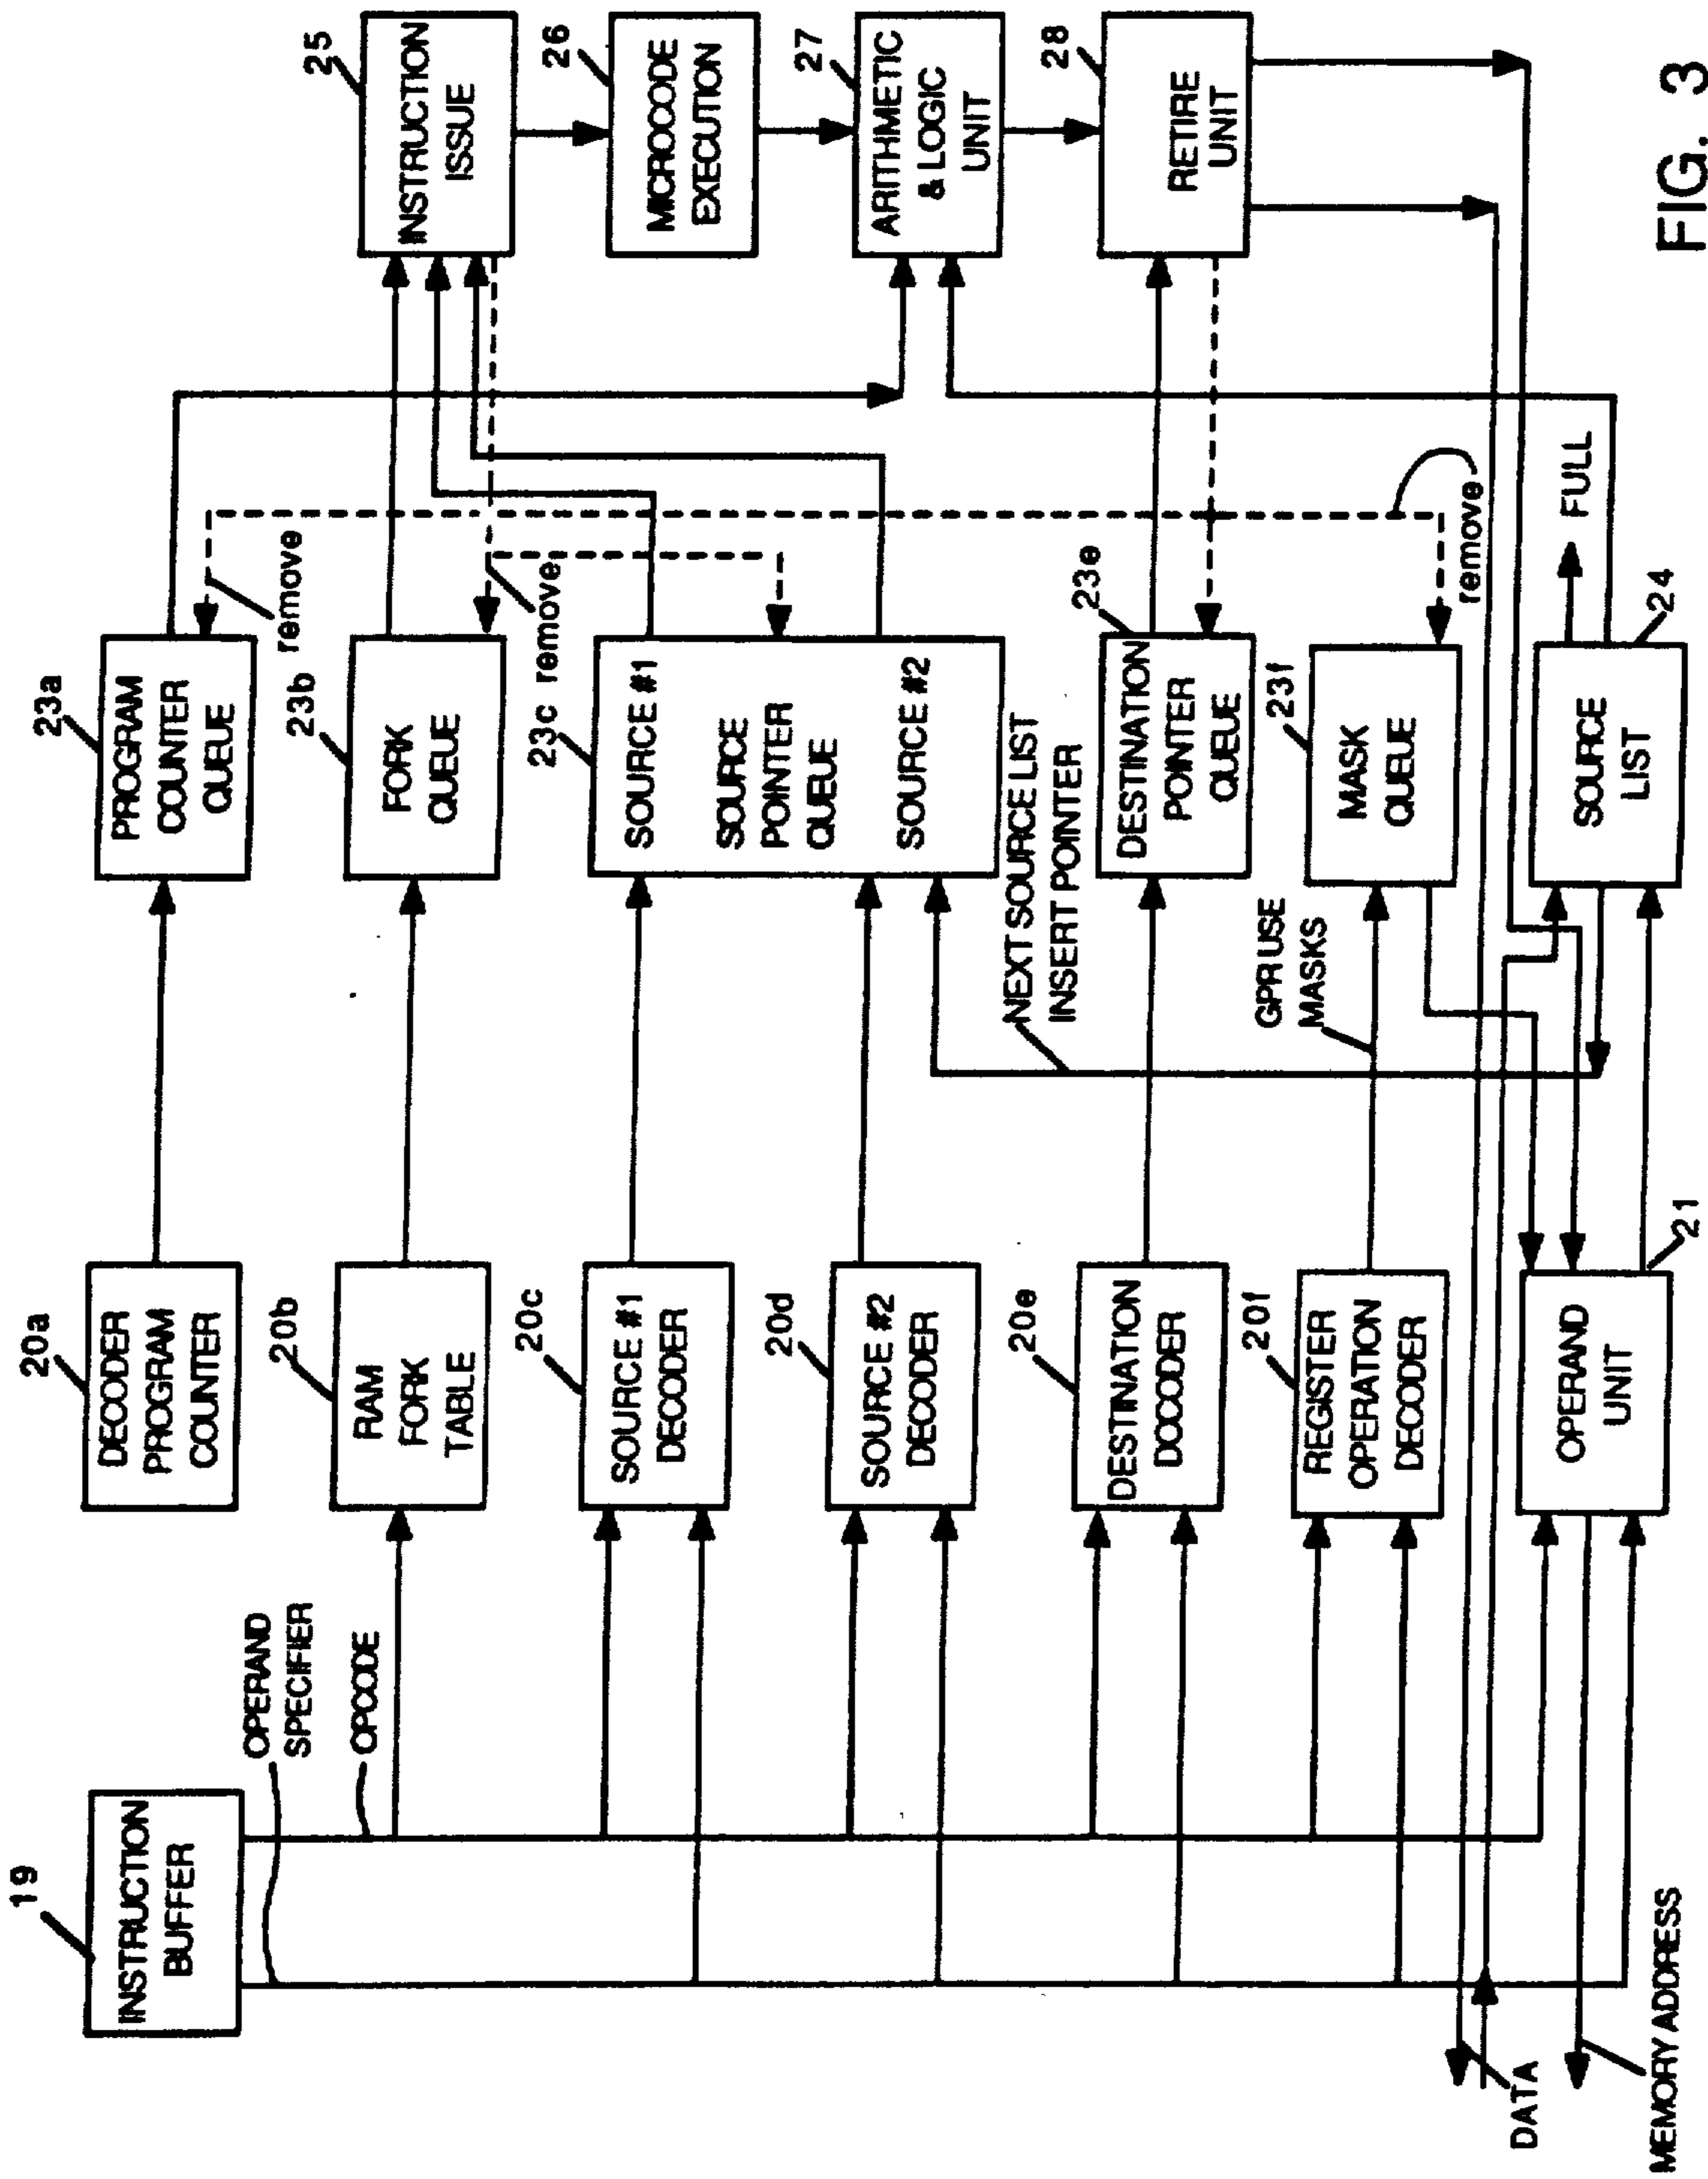 19
INSTRUCTION
BUFFER
OPERAND
SPECIFIER
OPCODE
DATA
MEMORY ADDRESS
20a
DECODER
PROGRAM
COUNTER
20b
RAM
FORK
TABLE
20c
SOURCE #1
DECODER
20d
SOURCE #2
DECODER
20e
DESTINATION
DOCODER
20f
REGISTER
OPERATION
DECODER
OPERAND
UNIT
21
NEXT SOURCE LIST
INSERT POINTER
GPR USE
MASKS
23a
PROGRAM
COUNTER
QUEUE
remove
23b
FORK
QUEUE
23c
remove
SOURCE #1
SOURCE
POINTER
QUEUE
SOURCE #2
23e
DESTINATION
POINTER
QUEUE
23f
MASK
QUEUE
remove
SOURCE
LIST
24
FULL
25
INSTRUCTION
ISSUE
26
MICROCODE
EXECUTION
27
ARITHMETIC
& LOGIC
UNIT
28
RETIRE
UNIT
FIG. 3